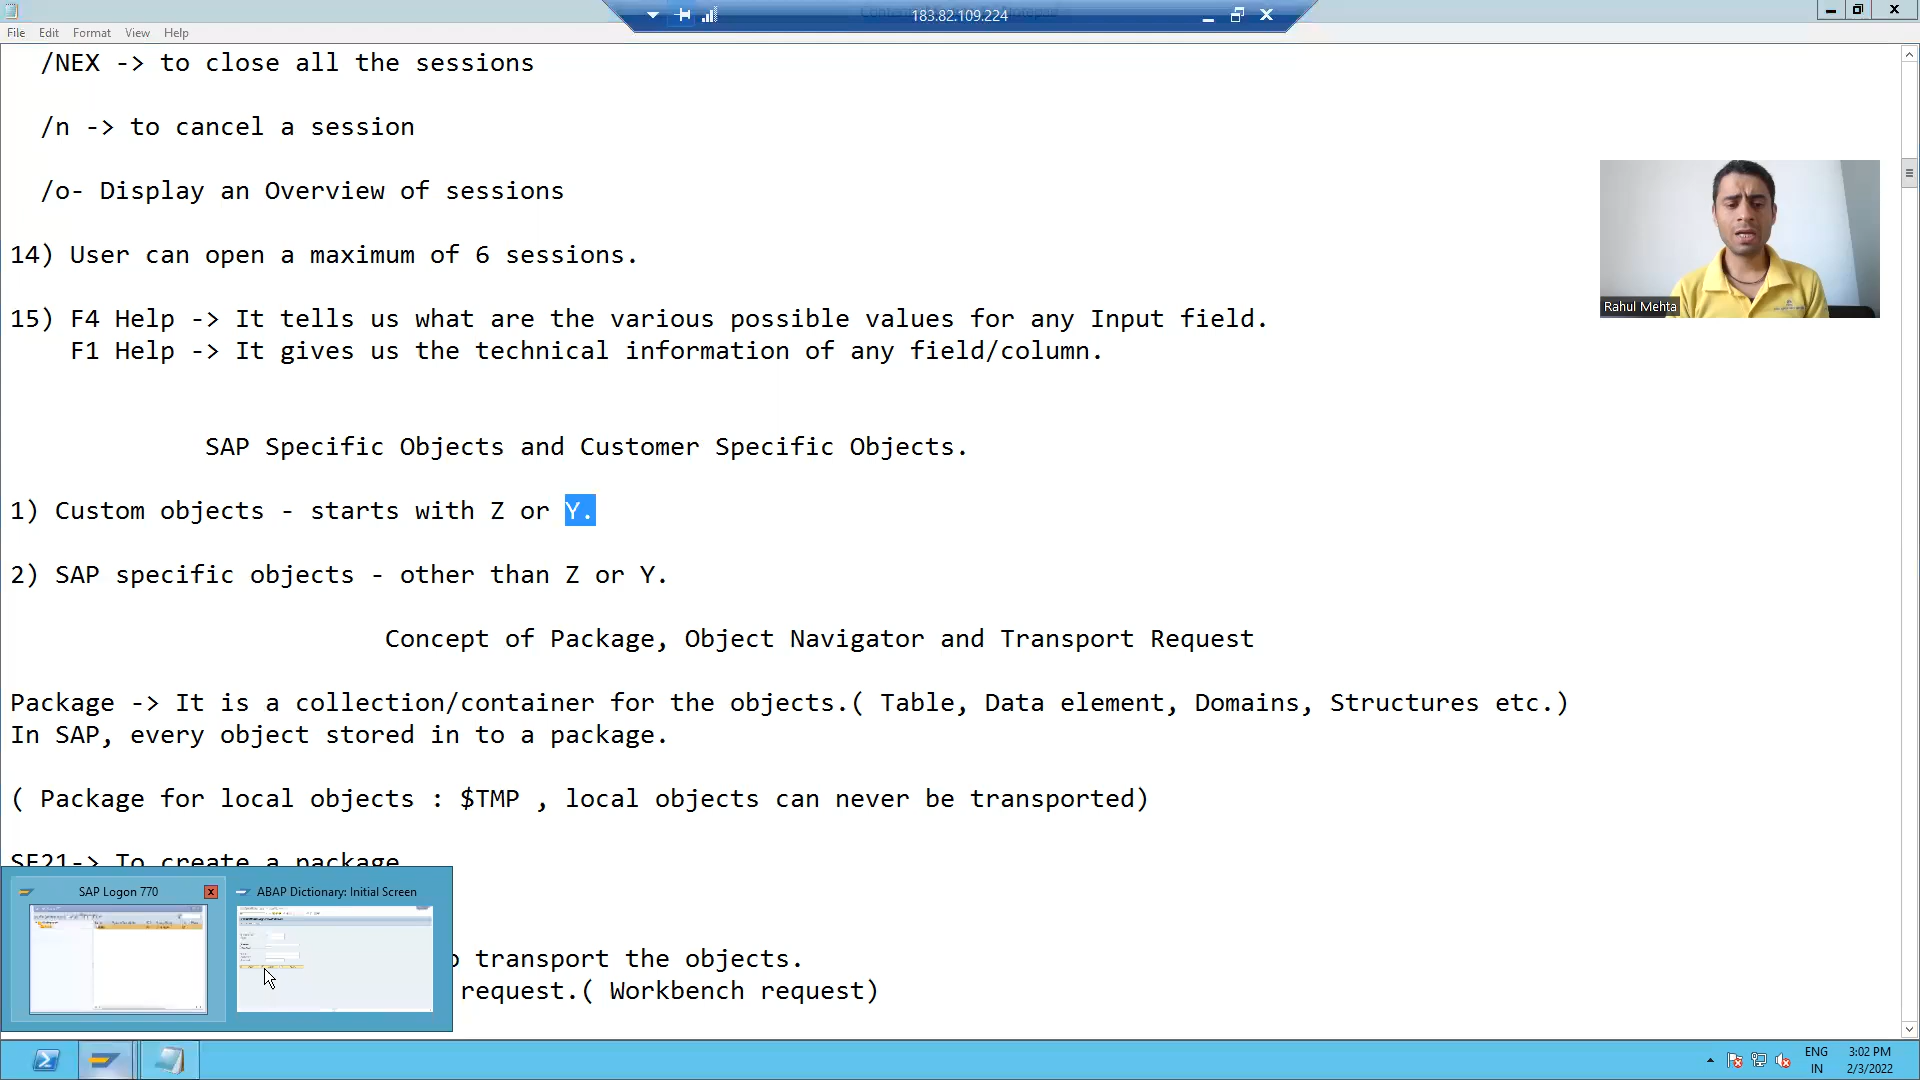 183.82.109.224
File Edit Format View Help
/NEX -> to close all the sessions
/n -> to cancel a session
/o- Display an Overview of sessions
14) User can open a maximum of 6 sessions.
15) F4 Help -> It tells us what are the various possible values for any Input field.
F1 Help -> It gives us the technical information of any field/column.
Rahul Mehta
SAP Specific Objects and Customer Specific Objects.
1) Custom objects - starts with Z or Y.
2) SAP specific objects - other than Z or Y.
Concept of Package, Object Navigator and Transport Request
Package -> It is a collection/container for the objects.( Table, Data element, Domains, Structures etc.)
In SAP, every object stored in to a package.
( Package for local objects : $TMP , local objects can never be transported)
SE21-> To create a package
SAP Logon 770
ABAP Dictionary: Initial Screen
transport the objects.
request.( Workbench request)
ENG
IN
3:02 PM
2/3/2022